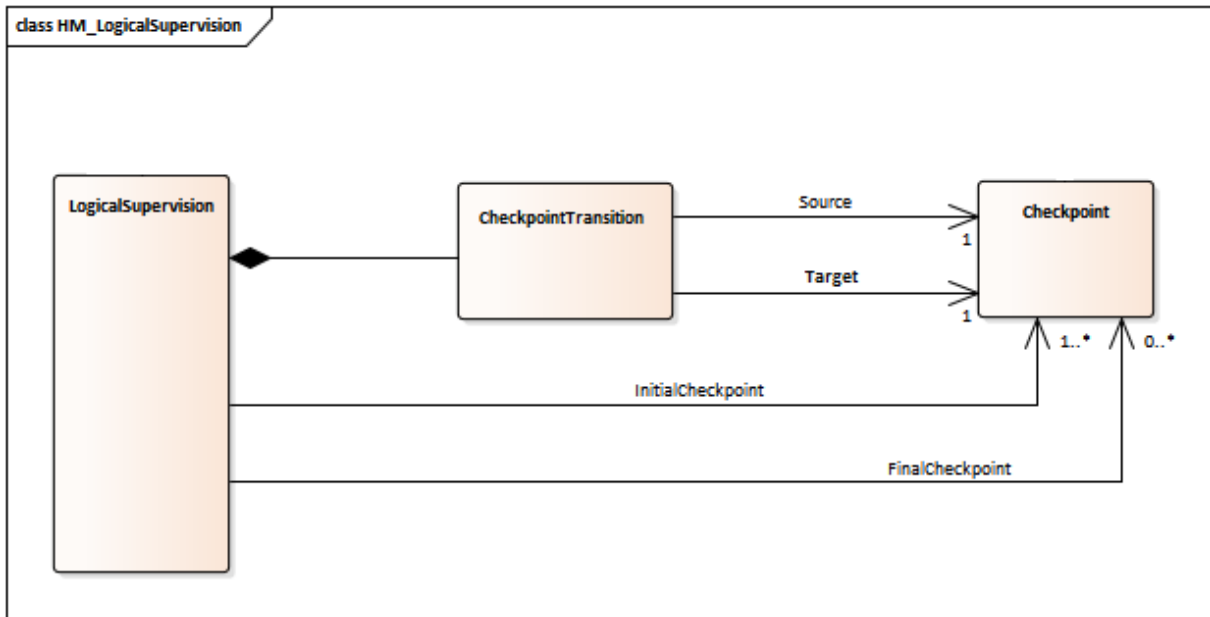 class HM_LogicalSupervision
LogicalSupervision
CheckpointTransition
Source
Checkpoint
1
Target
1
1..*
0..*
InitialCheckpoint
FinalCheckpoint